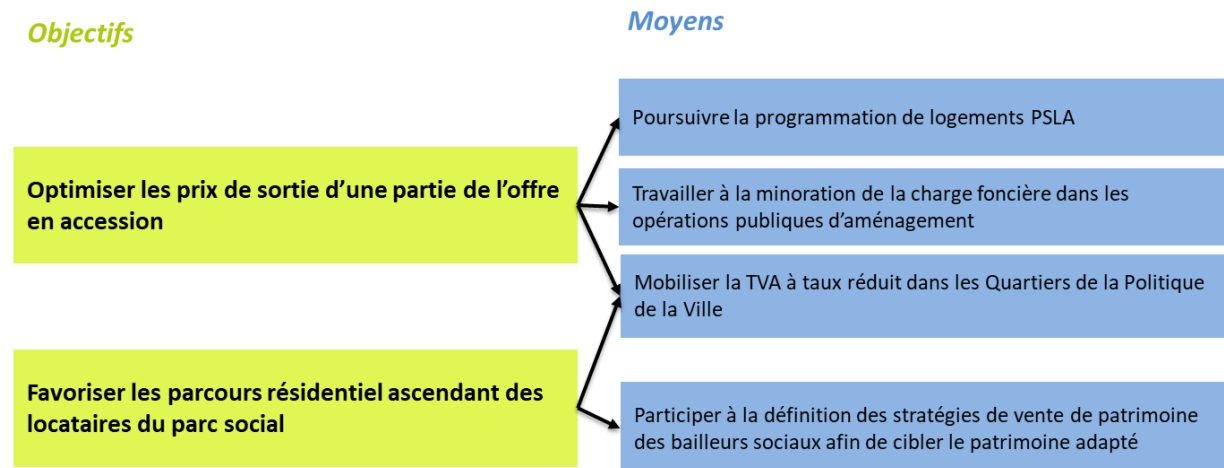 Objectifs
Moyens
Poursuivre la programmation de logements PSLA
Optimiser les prix de sortie d’une partie de l’offre
en accession
Travailler à la minoration de la charge foncière dans les
opérations publiques d’aménagement
Mobiliser la TVA à taux réduit dans les Quartiers de la Politique
de la Ville
Favoriser les parcours résidentiel ascendant des
locataires du parc social
Participer à la définition des stratégies de vente de patrimoine
des bailleurs sociaux afin de cibler le patrimoine adapté